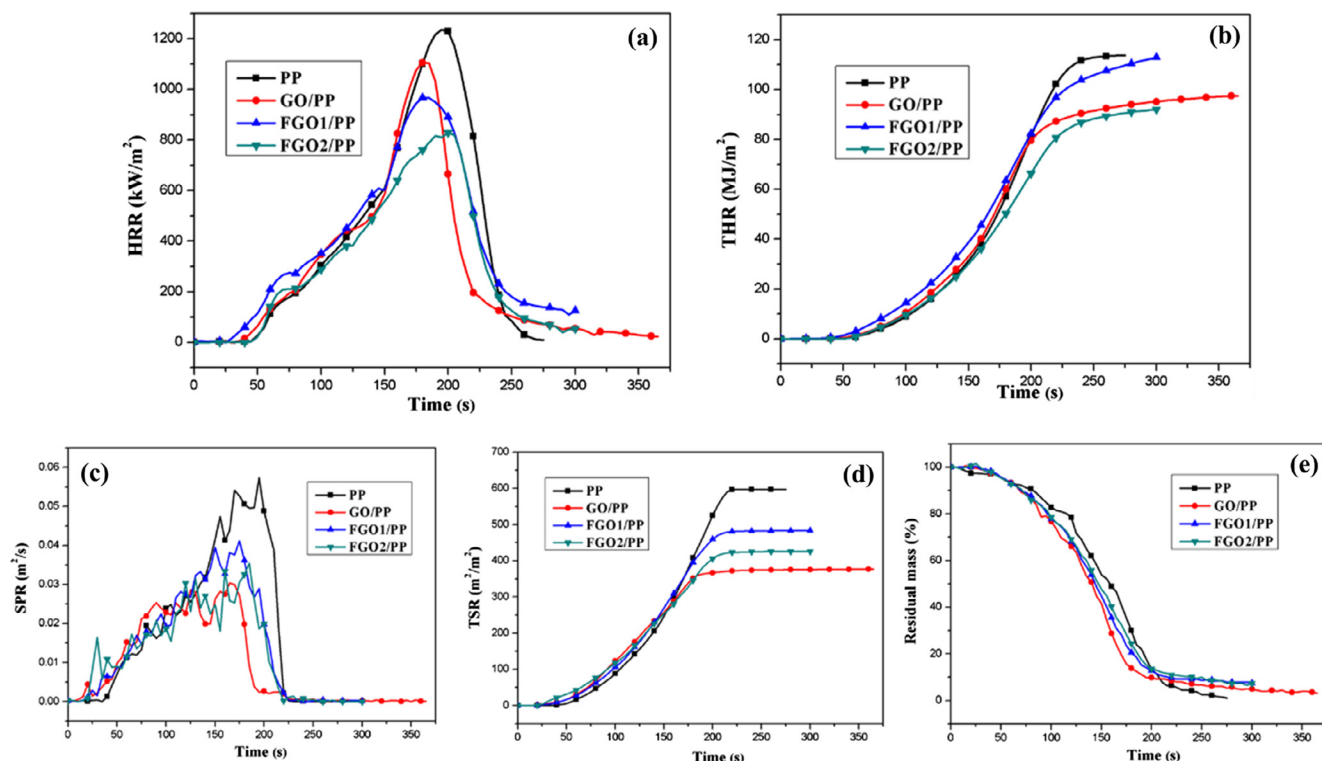 (a)
PP
GO/PP
FGO1/PP
FGO2/PP
HRR (kW/m²)
1200
1000
800
600
400
200
0
0 50 100 150 200 250 300 350
Time (s)
(b)
PP
GO/PP
FGO1/PP
FGO2/PP
THR (MJ/m²)
120
100
80
60
40
20
0
0 50 100 150 200 250 300 350
Time (s)
(c)
PP
GO/PP
FGO1/PP
FGO2/PP
SPR (m²/s)
0.06
0.05
0.04
0.03
0.02
0.01
0.00
0 50 100 150 200 250 300 350
Time (s)
(d)
PP
GO/PP
FGO1/PP
FGO2/PP
TSR (m²/m²)
700
600
500
400
300
200
100
0
0 50 100 150 200 250 300 350
Time (s)
(e)
PP
GO/PP
FGO1/PP
FGO2/PP
Residual mass (%)
100
80
60
40
20
0
0 50 100 150 200 250 300 350
Time (s)